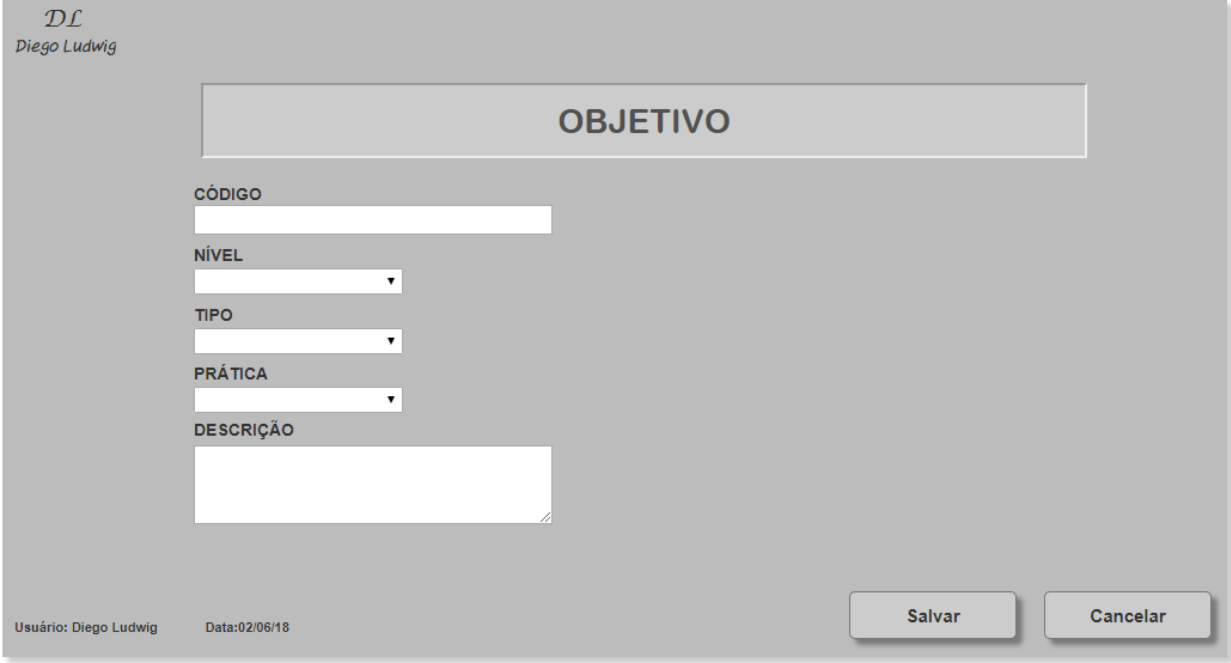 DL
Diego Ludwig
OBJETIVO
CÓDIGO
NÍVEL
TIPO
PRÁTICA
DESCRIÇÃO
Salvar
Cancelar
Usuário: Diego Ludwig
Data:02/06/18